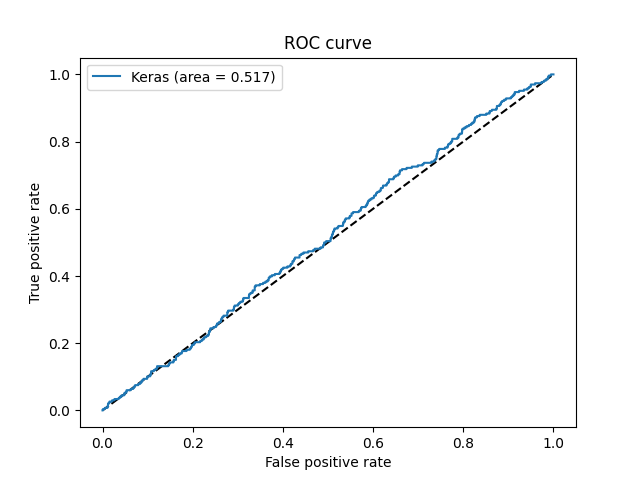 ROC curve
Keras (area = 0.517)
1.0
0.8
0.6
0.4
0.2
0.0
True positive rate
0.0 0.2 0.4 0.6 0.8 1.0
False positive rate